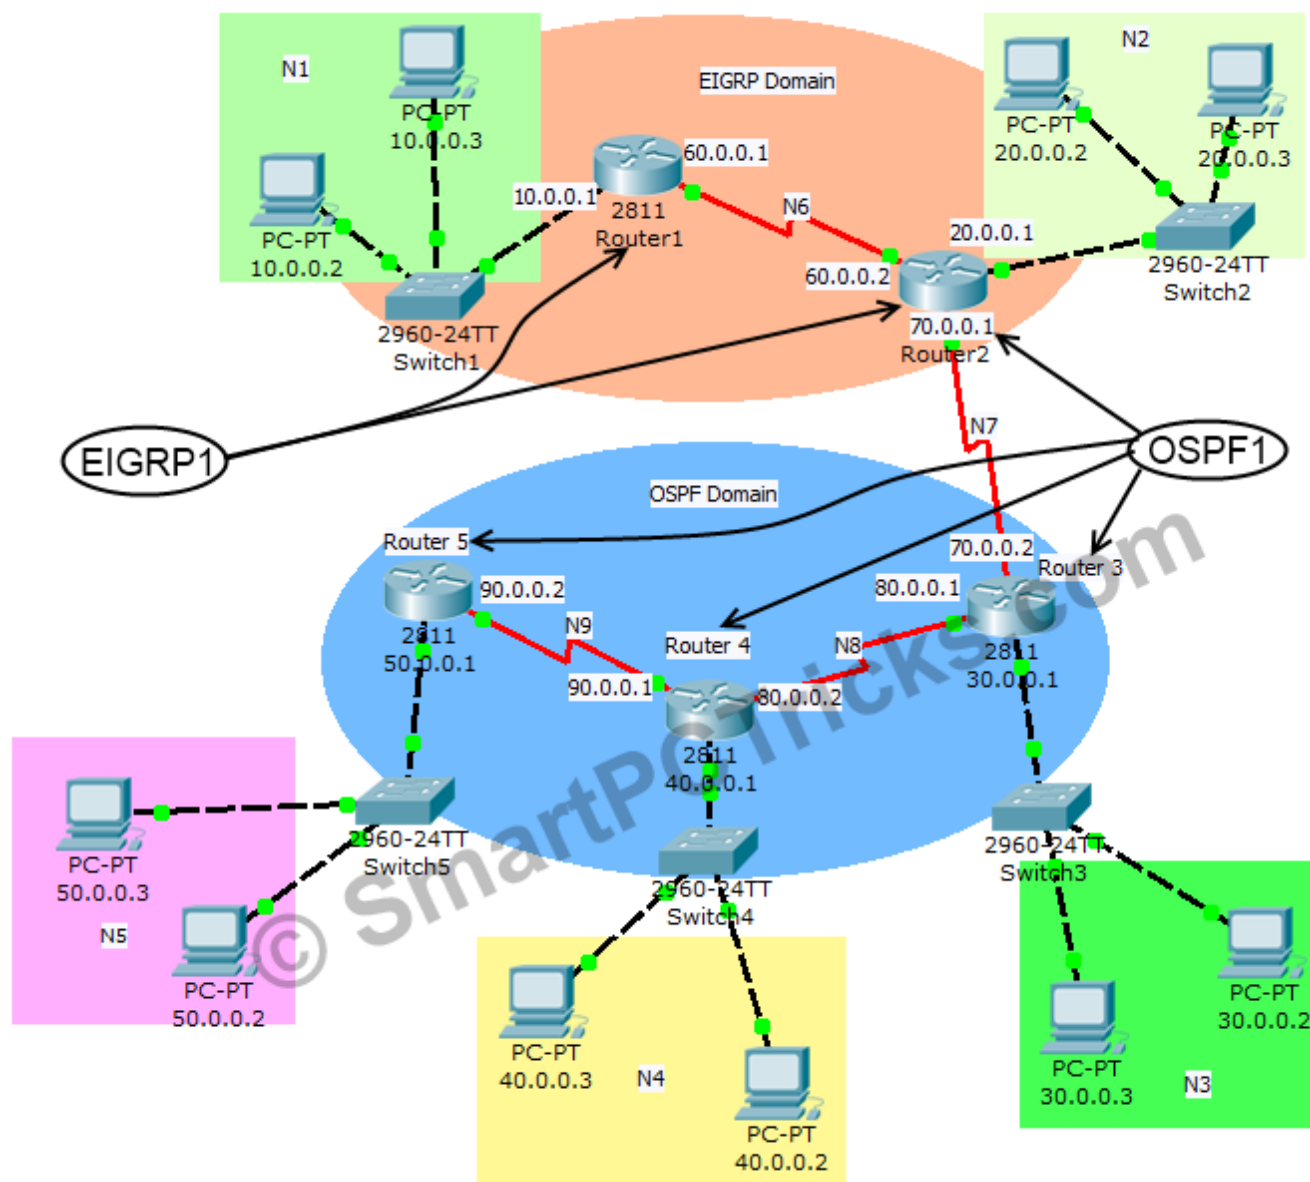 N1
PC-PT
10.0.0.3
PC-PT
10.0.0.2
2960-24TT
Switch1
EIGRP Domain
10.0.0.1
60.0.0.1
2811
Router1
N6
60.0.0.2
20.0.0.1
70.0.0.1
Router2
N2
PC-PT
20.0.0.2
PC-PT
20.0.0.3
2960-24TT
Switch2
EIGRP1
OSPF1
N7
OSPF Domain
Router 5
90.0.0.2
2811
50.0.0.1
N9
90.0.0.1
Router 4
80.0.0.2
2811
40.0.0.1
N8
80.0.0.1
70.0.0.2
Router 3
2811
30.0.0.1
2960-24TT
Switch5
PC-PT
50.0.0.3
N5
PC-PT
50.0.0.2
2960-24TT
Switch4
PC-PT
40.0.0.3
N4
PC-PT
40.0.0.2
2960-24TT
Switch3
PC-PT
30.0.0.2
PC-PT
30.0.0.3
N3
© SmartPCTricks.com